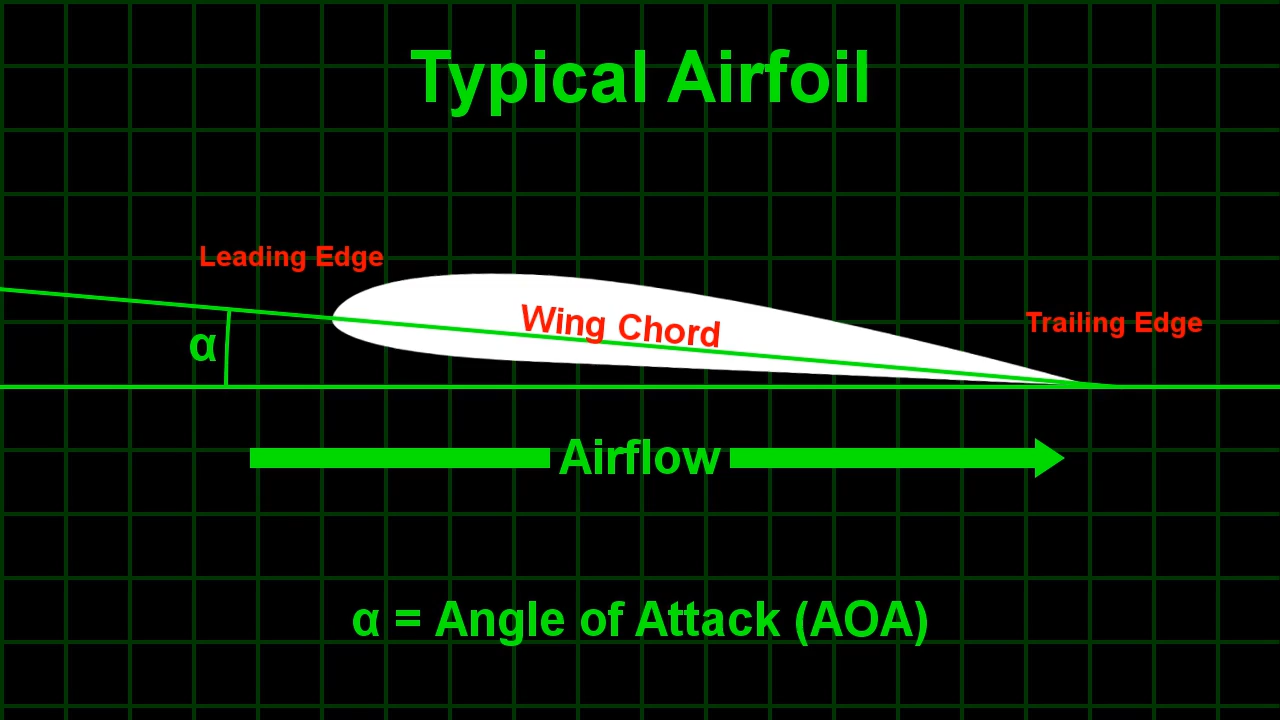 Typical Airfoil
Leading Edge
Wing Chord
Trailing Edge
α
Airflow
α = Angle of Attack (AOA)